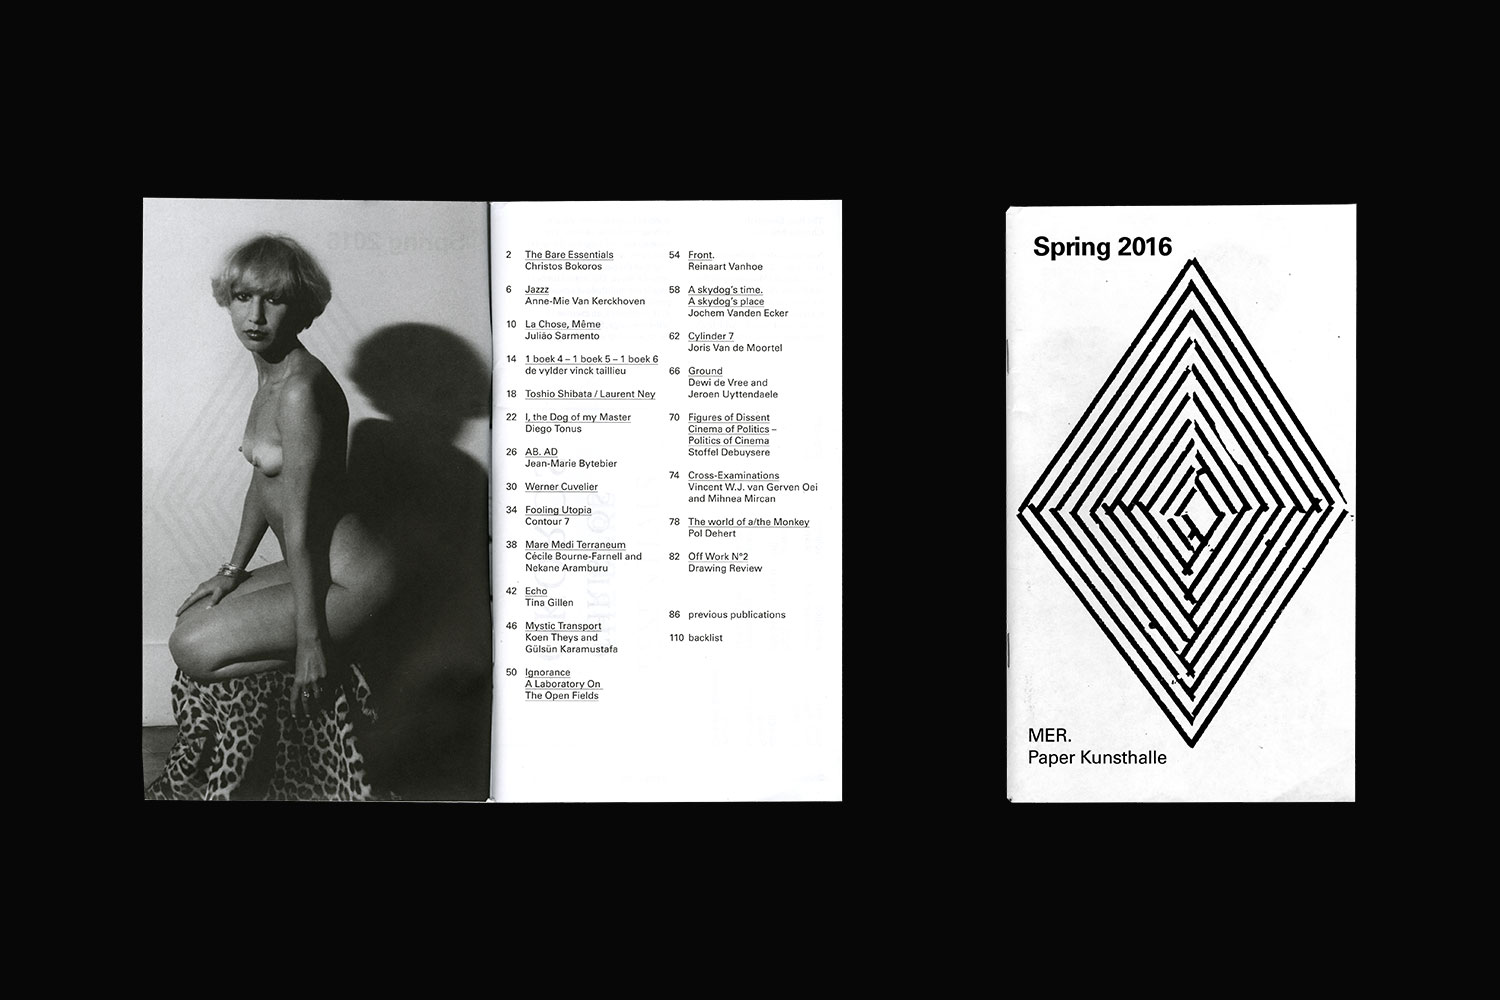 2 The Bare Essentials
Christos Bokoros
6 Jazzz
Anne-Mie Van Kerckhoven
10 La Chose, Même
Julião Sarmento
14 1 boek 4 – 1 boek 5 – 1 boek 6
de vylder vinck taillieu
18 Toshio Shibata / Laurent Ney
22 I, the Dog of my Master
Diego Tonus
26 AB. AD
Jean-Marie Bytebier
30 Werner Cuvelier
34 Fooling Utopia
Contour 7
38 Mare Medi Terraneum
Cécile Bourne-Farnell and
Nekane Aramburu
42 Echo
Tina Gillen
46 Mystic Transport
Koen Theys and
Gülsün Karamustafa
50 Ignorance
A Laboratory On
The Open Fields
54 Front.
Reinaart Vanhoe
58 A skydog's time.
A skydog's place
Jochem Vanden Ecker
62 Cylinder 7
Joris Van de Moortel
66 Ground
Dewi de Vree and
Jeroen Uyttendaele
70 Figures of Dissent
Cinema of Politics –
Politics of Cinema
Stoffel Debuysere
74 Cross-Examinations
Vincent W.J. van Gerven Oei
and Mihnea Mircan
78 The world of a/the Monkey
Pol Dehert
82 Off Work N°2
Drawing Review
86 previous publications
110 backlist
Spring 2016
MER.
Paper Kunsthalle